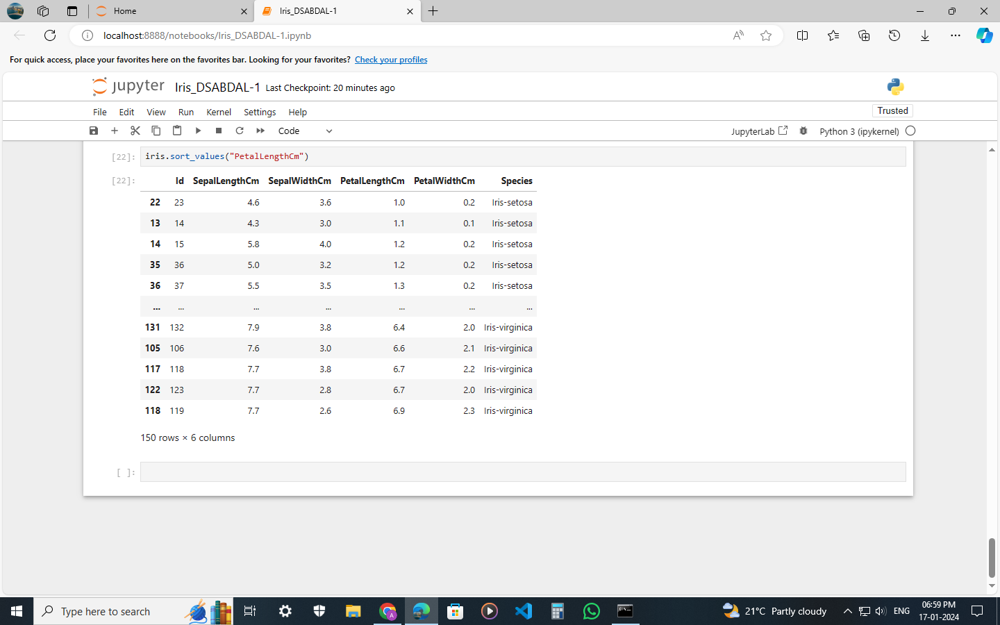 Home
Iris_DSABDAL-1
localhost:8888/notebooks/Iris_DSABDAL-1.ipynb
For quick access, place your favorites here on the favorites bar. Looking for your favorites? Check your profiles
jupyter Iris_DSABDAL-1 Last Checkpoint: 20 minutes ago
File Edit View Run Kernel Settings Help Trusted
Code JupyterLab Python 3 (ipykernel)
[22]: iris.sort_values("PetalLengthCm")
[22]: Id SepalLengthCm SepalWidthCm PetalLengthCm PetalWidthCm Species
22 23 4.6 3.6 1.0 0.2 Iris-setosa
13 14 4.3 3.0 1.1 0.1 Iris-setosa
14 15 5.8 4.0 1.2 0.2 Iris-setosa
35 36 5.0 3.2 1.2 0.2 Iris-setosa
36 37 5.5 3.5 1.3 0.2 Iris-setosa
... ... ... ... ... ... ...
131 132 7.9 3.8 6.4 2.0 Iris-virginica
105 106 7.6 3.0 6.6 2.1 Iris-virginica
117 118 7.7 3.8 6.7 2.2 Iris-virginica
122 123 7.7 2.8 6.7 2.0 Iris-virginica
118 119 7.7 2.6 6.9 2.3 Iris-virginica
150 rows × 6 columns
[ ]:
Type here to search
21°C Partly cloudy
ENG
06:59 PM
17-01-2024